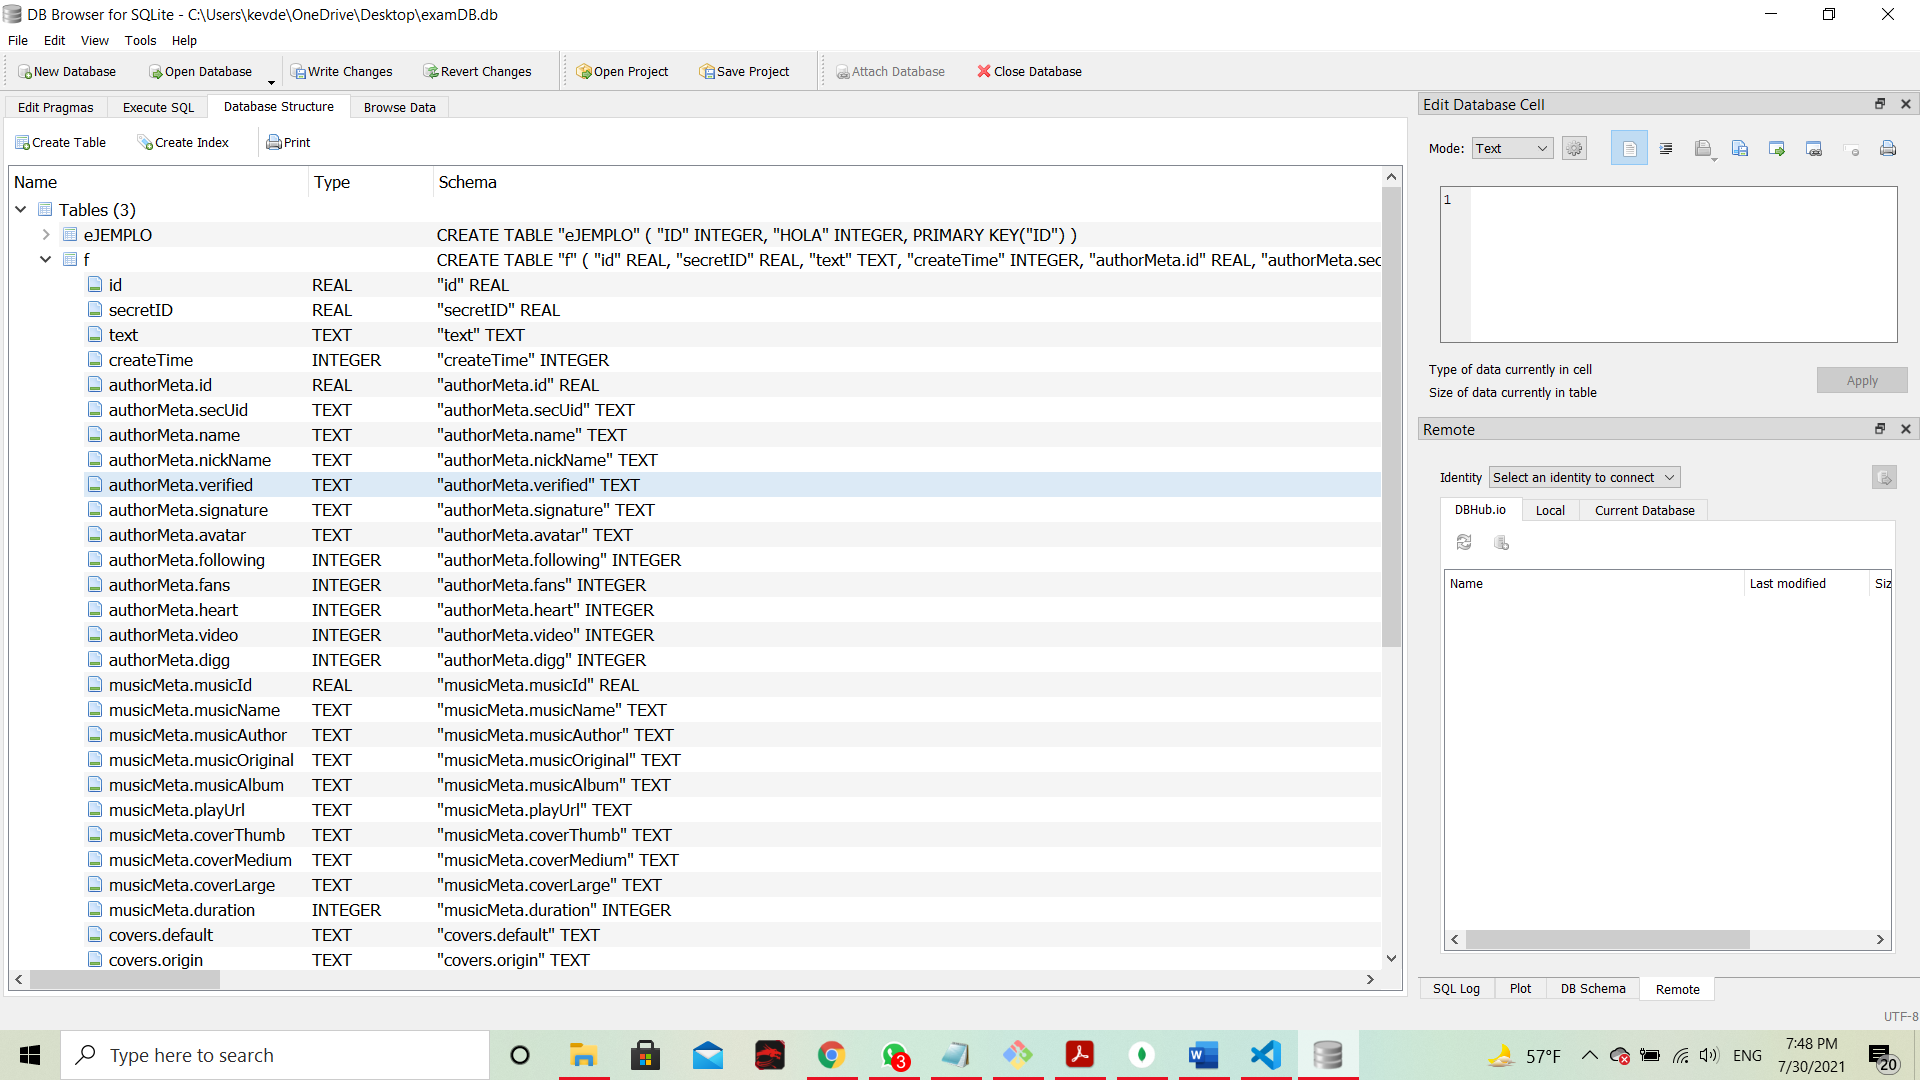 DB Browser for SQLite - C:\Users\kevde\OneDrive\Desktop\examDB.db
File Edit View Tools Help
New Database Open Database Write Changes Revert Changes Open Project Save Project Attach Database Close Database
Edit Pragmas Execute SQL Database Structure Browse Data
Create Table Create Index Print
Name Type Schema
Tables (3)
eJEMPLO CREATE TABLE "eJEMPLO" ( "ID" INTEGER, "HOLA" INTEGER, PRIMARY KEY("ID") )
f CREATE TABLE "f" ( "id" REAL, "secretID" REAL, "text" TEXT, "createTime" INTEGER, "authorMeta.id" REAL, "authorMeta.sec
id REAL "id" REAL
secretID REAL "secretID" REAL
text TEXT "text" TEXT
createTime INTEGER "createTime" INTEGER
authorMeta.id REAL "authorMeta.id" REAL
authorMeta.secUid TEXT "authorMeta.secUid" TEXT
authorMeta.name TEXT "authorMeta.name" TEXT
authorMeta.nickName TEXT "authorMeta.nickName" TEXT
authorMeta.verified TEXT "authorMeta.verified" TEXT
authorMeta.signature TEXT "authorMeta.signature" TEXT
authorMeta.avatar TEXT "authorMeta.avatar" TEXT
authorMeta.following INTEGER "authorMeta.following" INTEGER
authorMeta.fans INTEGER "authorMeta.fans" INTEGER
authorMeta.heart INTEGER "authorMeta.heart" INTEGER
authorMeta.video INTEGER "authorMeta.video" INTEGER
authorMeta.digg INTEGER "authorMeta.digg" INTEGER
musicMeta.musicId REAL "musicMeta.musicId" REAL
musicMeta.musicName TEXT "musicMeta.musicName" TEXT
musicMeta.musicAuthor TEXT "musicMeta.musicAuthor" TEXT
musicMeta.musicOriginal TEXT "musicMeta.musicOriginal" TEXT
musicMeta.musicAlbum TEXT "musicMeta.musicAlbum" TEXT
musicMeta.playUrl TEXT "musicMeta.playUrl" TEXT
musicMeta.coverThumb TEXT "musicMeta.coverThumb" TEXT
musicMeta.coverMedium TEXT "musicMeta.coverMedium" TEXT
musicMeta.coverLarge TEXT "musicMeta.coverLarge" TEXT
musicMeta.duration INTEGER "musicMeta.duration" INTEGER
covers.default TEXT "covers.default" TEXT
covers.origin TEXT "covers.origin" TEXT
Edit Database Cell
Mode: Text
1
Type of data currently in cell
Size of data currently in table
Apply
Remote
Identity Select an identity to connect
DBHub.io Local Current Database
Name Last modified Siz
SQL Log Plot DB Schema Remote
UTF-8
Type here to search
3
57°F
ENG
7:48 PM
7/30/2021
20